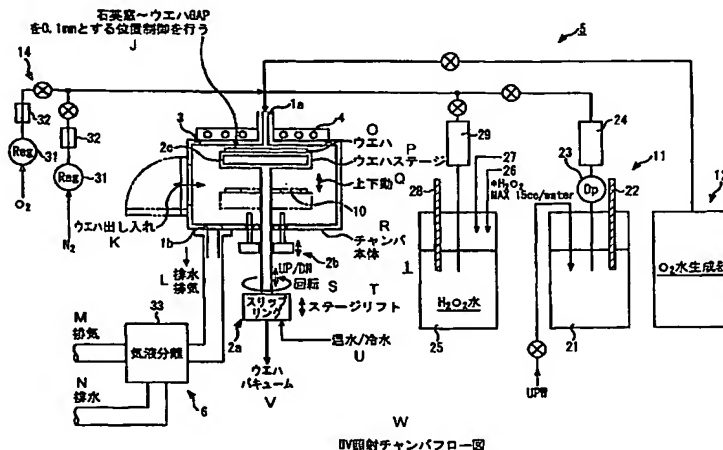 石英窓～ウエハGAP
を0.1mmとする位置制御を行う
J
5
14
1a
3
4
32
32
O
ウエハ
P
ウエハステージ
2c
Q
上下動
10
29
24
23
11
Dp
27
26
*H₂O₂
MAX 15cc/water
28
22
12
Reg
31
Reg
31
O₂
N₂
ウエハ出し入れ
K
1b
R
チャンバ
本体
2b
L
排水
排気
UP/DN
回転
S
T
スリップ
リング
ステージリフト
2a
温水/冷水
U
1
H₂O₂水
25
21
O₂水生成器
M
排気
33
気液分離
N
排水
6
ウエハ
バキューム
V
UPW
W
UV照射チャンバフロー図